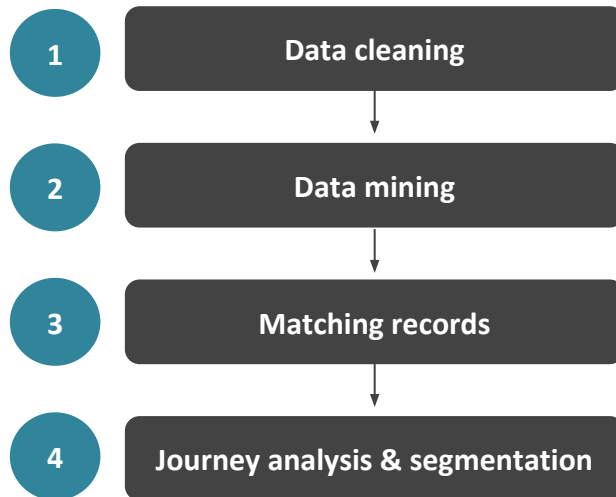 1
Data cleaning
2
Data mining
3
Matching records
4
Journey analysis & segmentation